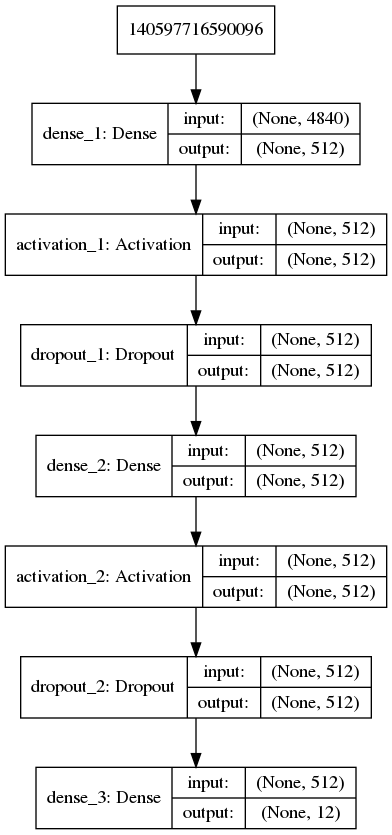 140597716590096
dense_1: Dense
input: (None, 4840)
output: (None, 512)
activation_1: Activation
input: (None, 512)
output: (None, 512)
dropout_1: Dropout
input: (None, 512)
output: (None, 512)
dense_2: Dense
input: (None, 512)
output: (None, 512)
activation_2: Activation
input: (None, 512)
output: (None, 512)
dropout_2: Dropout
input: (None, 512)
output: (None, 512)
dense_3: Dense
input: (None, 512)
output: (None, 12)